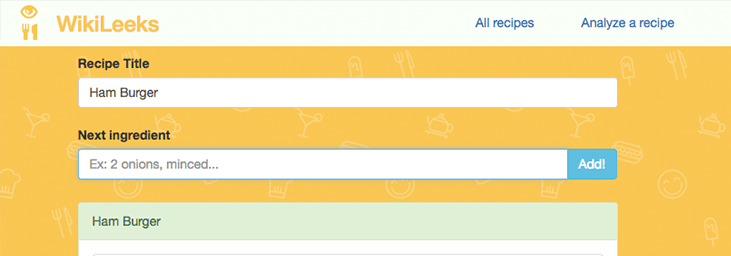 WikiLeeks
All recipes
Analyze a recipe
Recipe Title
Ham Burger
Next ingredient
Ex: 2 onions, minced...
Add!
Ham Burger